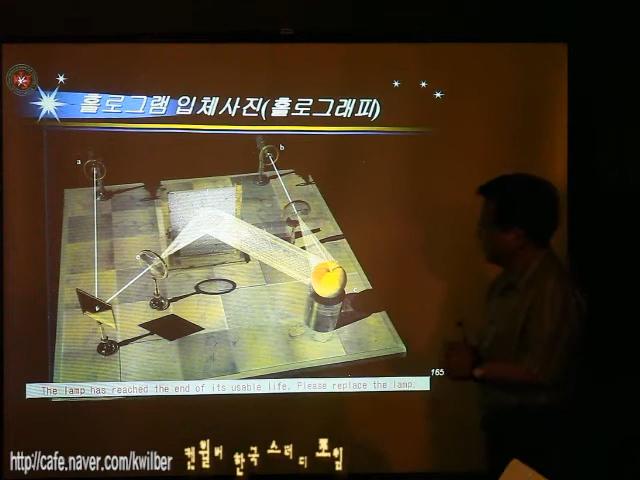 홀로그램 입체사진(홀로그래피)
a
b
c
165
The lamp has reached the end of its usable life. Please replace the lamp.
켄윌버 한국 스터디 모임
http://cafe.naver.com/kwilber